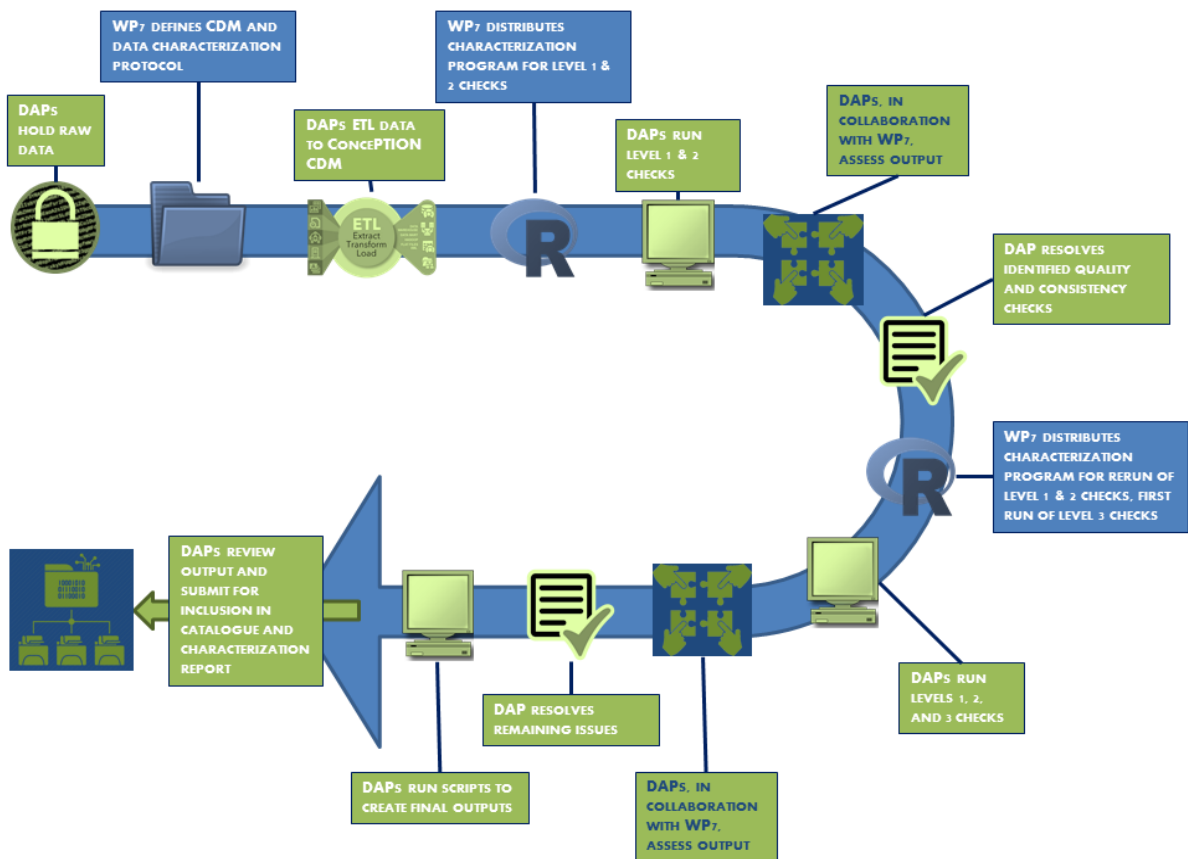 WP7 DEFINES CDM AND
DATA CHARACTERIZATION
PROTOCOL
WP7 DISTRIBUTES
CHARACTERIZATION
PROGRAM FOR LEVEL 1 &
2 CHECKS
DAPS
HOLD RAW
DATA
DAPS ETL DATA
TO CONCEPTION
CDM
DAPS RUN
LEVEL 1 & 2
CHECKS
DAPS, IN
COLLABORATION
WITH WP7,
ASSESS OUTPUT
ETL
Extract
Transform
Load
R
DAP RESOLVES
IDENTIFIED QUALITY
AND CONSISTENCY
CHECKS
WP7 DISTRIBUTES
CHARACTERIZATION
PROGRAM FOR RERUN OF
LEVEL 1 & 2 CHECKS, FIRST
RUN OF LEVEL 3 CHECKS
R
DAPS RUN
LEVELS 1, 2,
AND 3 CHECKS
DAPS, IN
COLLABORATION
WITH WP7,
ASSESS OUTPUT
DAP RESOLVES
REMAINING ISSUES
DAPS RUN SCRIPTS TO
CREATE FINAL OUTPUTS
DAPS REVIEW
OUTPUT AND
SUBMIT FOR
INCLUSION IN
CATALOGUE AND
CHARACTERIZATION
REPORT
10001010
01110010
01100010